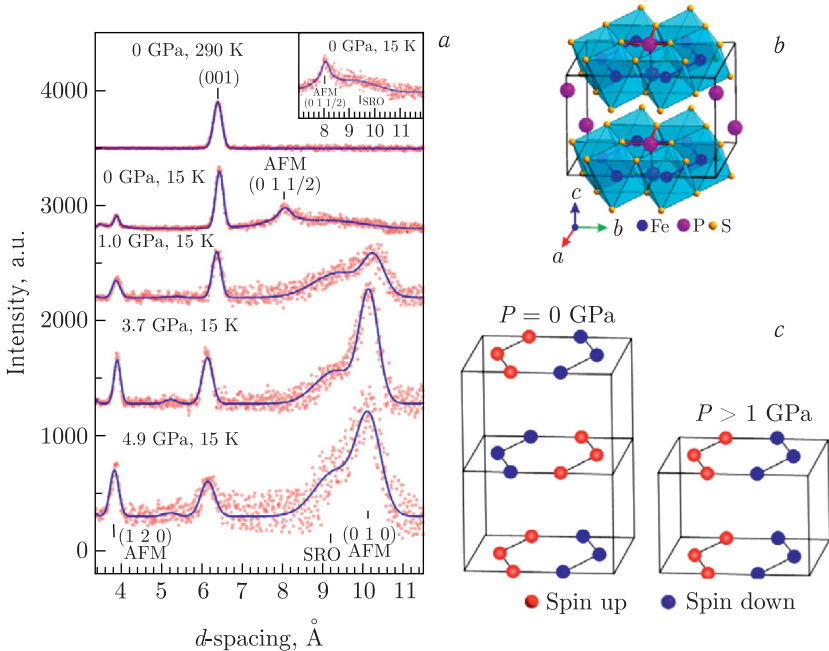 a
0 GPa, 290 K
(001)
0 GPa, 15 K
AFM
(0 1 1/2)
SRO
8 9 10 11
4000
3000
2000
1000
0
Intensity, a.u.
0 GPa, 15 K
AFM
(0 1 1/2)
1.0 GPa, 15 K
3.7 GPa, 15 K
4.9 GPa, 15 K
(1 2 0)
AFM
SRO
(0 1 0)
AFM
4 5 6 7 8 9 10 11
d-spacing, Å
b
c
b
a
Fe P S
c
P = 0 GPa
P > 1 GPa
Spin up Spin down